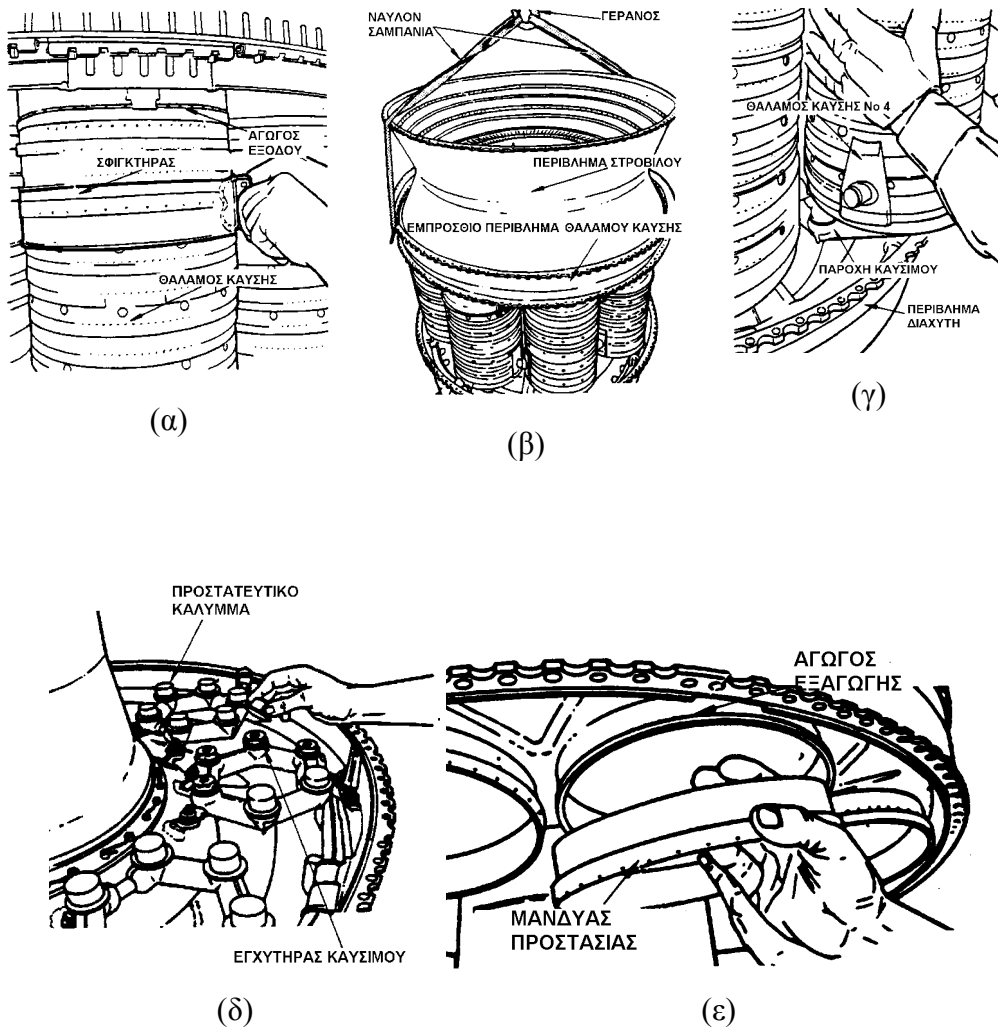 ΑΓΩΓΟΣ
ΕΞΟΔΟΥ
ΣΦΙΓΚΤΗΡΑΣ
ΘΑΛΑΜΟΣ ΚΑΥΣΗΣ
(α)
ΝΑΥΛΟΝ
ΣΑΜΠΑΝΙΑ
ΓΕΡΑΝΟΣ
ΠΕΡΙΒΛΗΜΑ ΣΤΡΟΒΙΛΟΥ
ΕΜΠΡΟΣΘΙΟ ΠΕΡΙΒΛΗΜΑ ΘΑΛΑΜΟΥ ΚΑΥΣΗΣ
(β)
ΘΑΛΑΜΟΣ ΚΑΥΣΗΣ Νο 4
ΠΑΡΟΧΗ ΚΑΥΣΙΜΟΥ
ΠΕΡΙΒΛΗΜΑ
ΔΙΑΧΥΤΗ
(γ)
ΠΡΟΣΤΑΤΕΥΤΙΚΟ
ΚΑΛΥΜΜΑ
ΕΓΧΥΤΗΡΑΣ ΚΑΥΣΙΜΟΥ
(δ)
ΑΓΩΓΟΣ
ΕΞΑΓΩΓΗΣ
ΜΑΝΔΥΑΣ
ΠΡΟΣΤΑΣΙΑΣ
(ε)